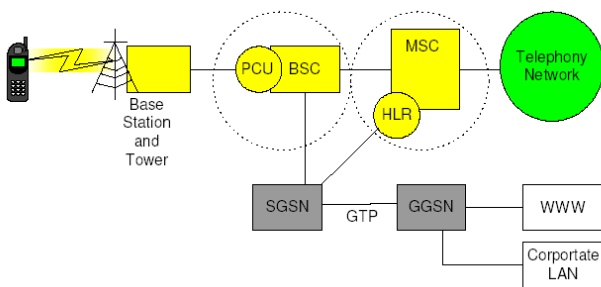 PCU
BSC
MSC
Telephony
Network
Base
Station
and
Tower
HLR
SGSN
GTP
GGSN
WWW
Corportate
LAN